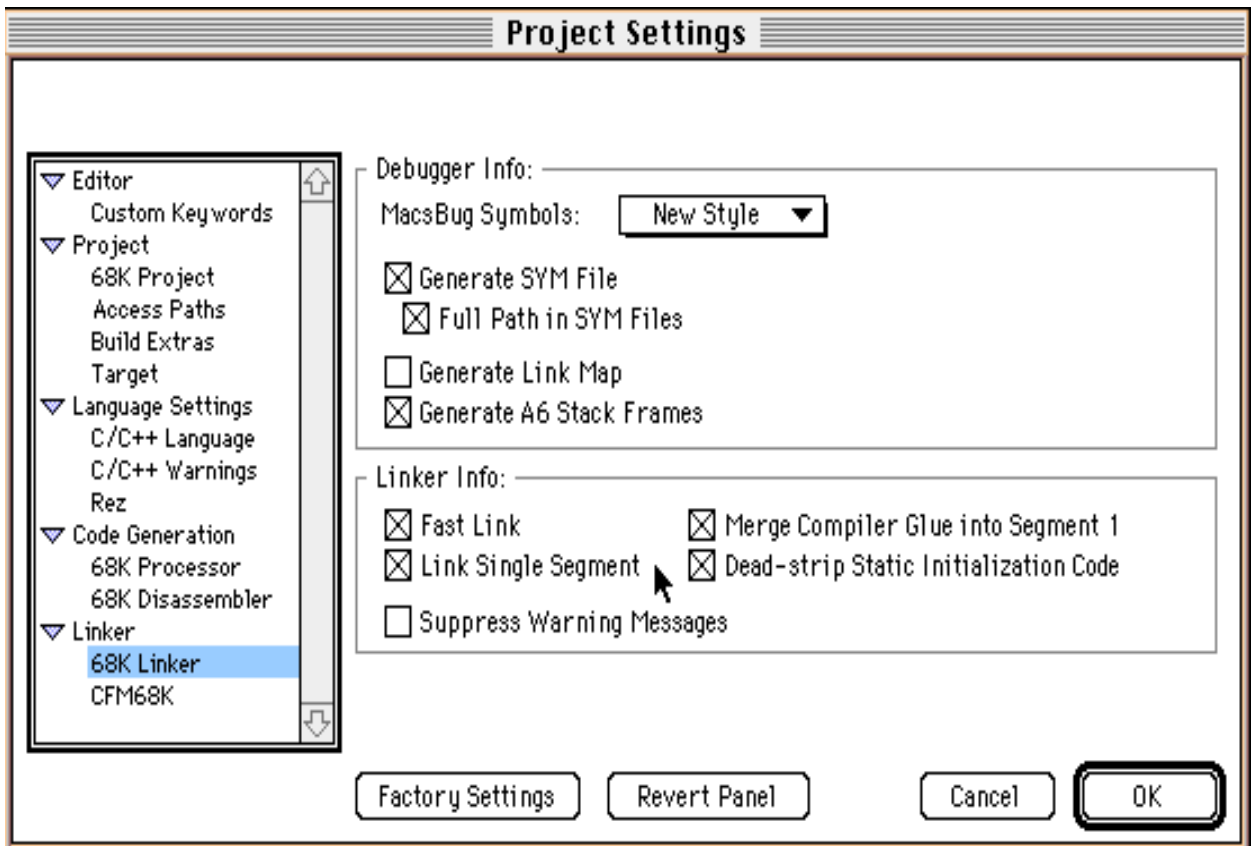 Project Settings
Editor
Custom Keywords
Project
68K Project
Access Paths
Build Extras
Target
Language Settings
C/C++ Language
C/C++ Warnings
Rez
Code Generation
68K Processor
68K Disassembler
Linker
68K Linker
CFM68K
Debugger Info:
MacsBug Symbols: New Style
Generate SYM File
Full Path in SYM Files
Generate Link Map
Generate A6 Stack Frames
Linker Info:
Fast Link Merge Compiler Glue into Segment 1
Link Single Segment Dead-strip Static Initialization Code
Suppress Warning Messages
Factory Settings Revert Panel Cancel OK